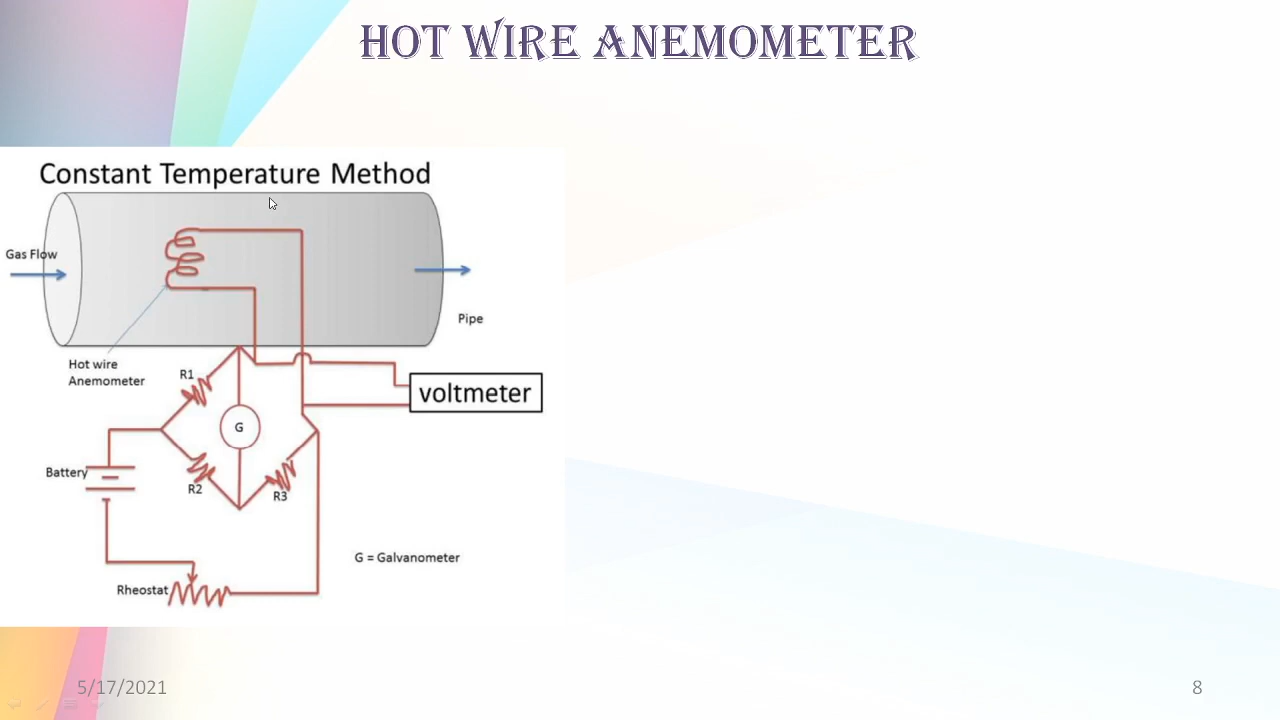 HOT WIRE ANEMOMETER
Constant Temperature Method
Gas Flow
Pipe
Hot wire
Anemometer
R1
voltmeter
G
Battery
R2
R3
G = Galvanometer
Rheostat
5/17/2021
8